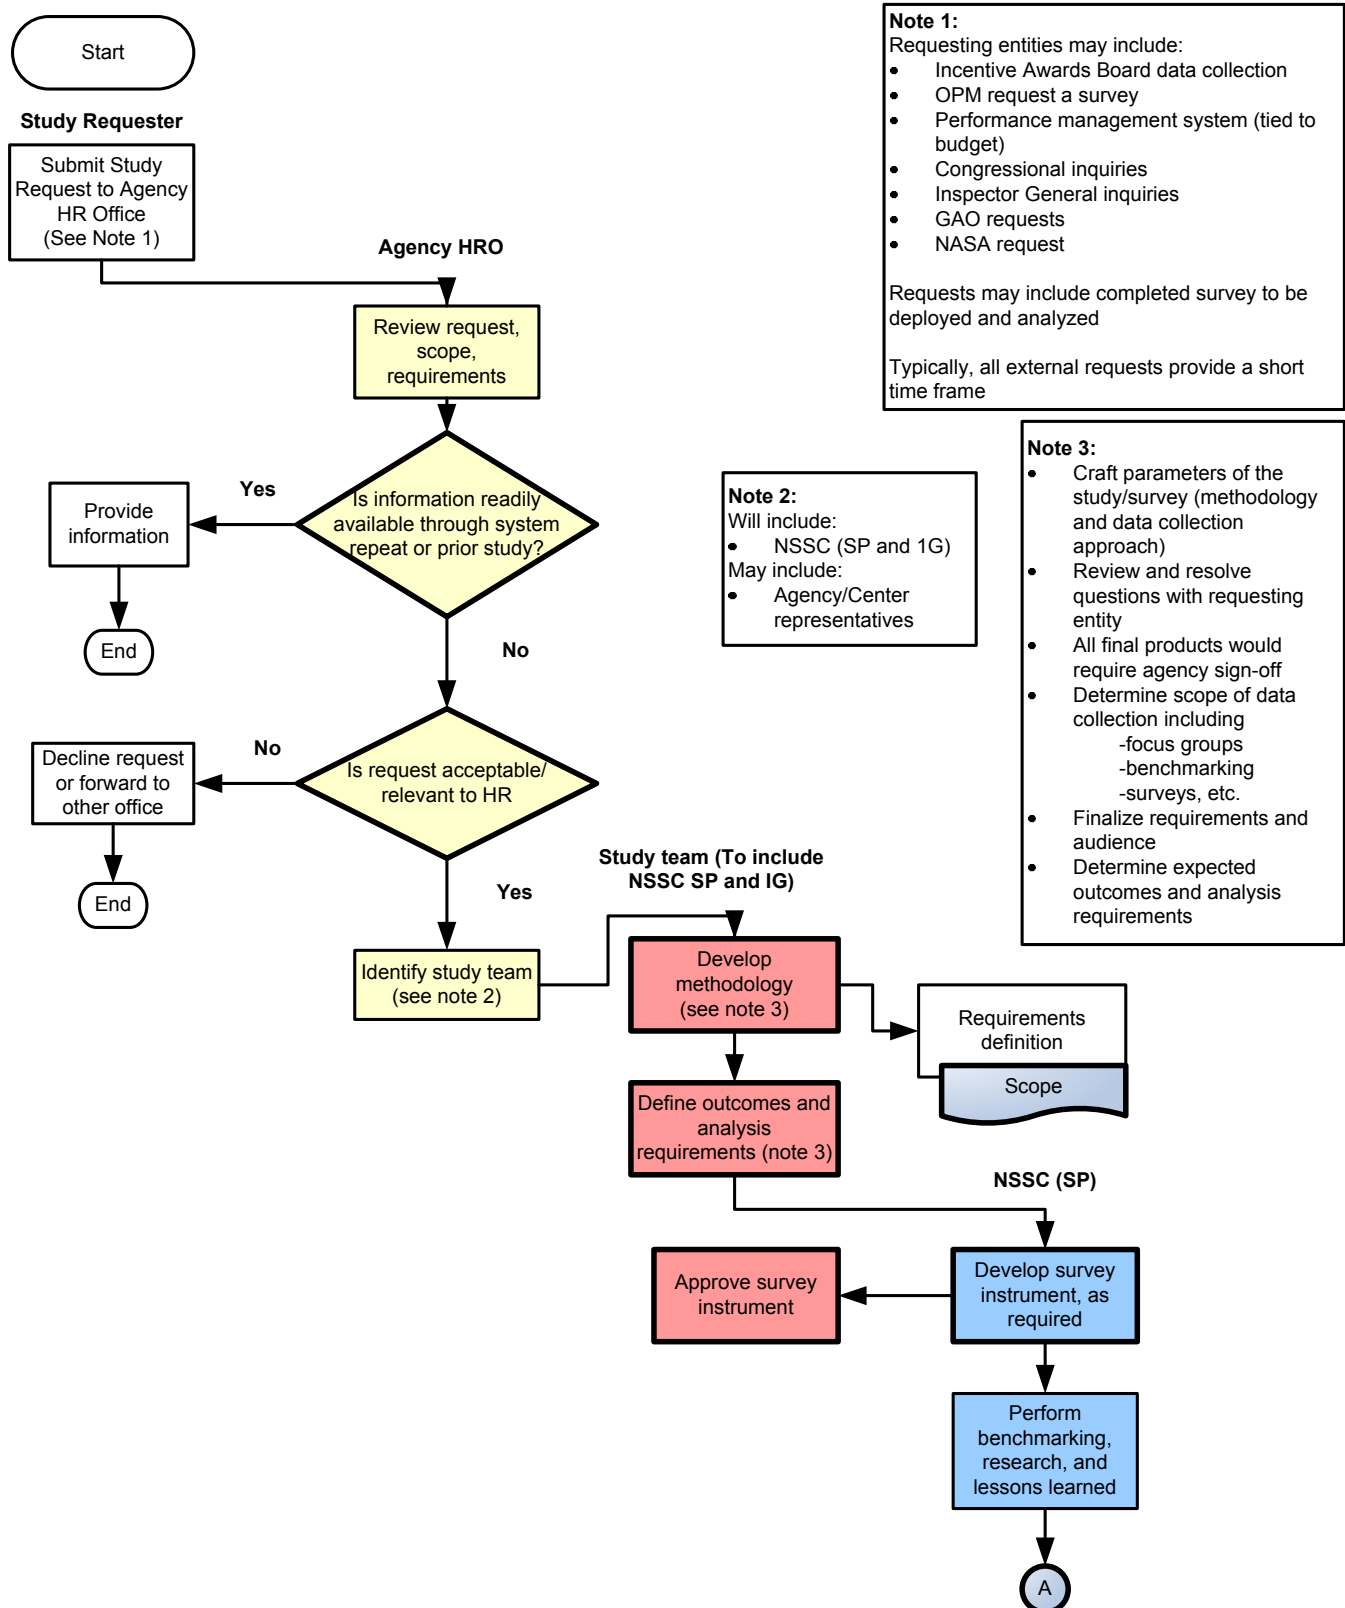 Start
Study Requester
Submit Study
Request to Agency
HR Office
(See Note 1)
Agency HRO
Review request,
scope,
requirements
Is information readily
available through system
repeat or prior study?
Yes
Provide
information
End
No
Is request acceptable/
relevant to HR
No
Decline request
or forward to
other office
End
Yes
Identify study team
(see note 2)
Study team (To include
NSSC SP and IG)
Develop
methodology
(see note 3)
Requirements
definition
Scope
Define outcomes and
analysis
requirements (note 3)
NSSC (SP)
Develop survey
instrument, as
required
Approve survey
instrument
Perform
benchmarking,
research, and
lessons learned
A
Note 1:
Requesting entities may include:
• Incentive Awards Board data collection
• OPM request a survey
• Performance management system (tied to
budget)
• Congressional inquiries
• Inspector General inquiries
• GAO requests
• NASA request
Requests may include completed survey to be
deployed and analyzed
Typically, all external requests provide a short
time frame
Note 2:
Will include:
• NSSC (SP and 1G)
May include:
• Agency/Center
representatives
Note 3:
• Craft parameters of the
study/survey (methodology
and data collection
approach)
• Review and resolve
questions with requesting
entity
• All final products would
require agency sign-off
• Determine scope of data
collection including
-focus groups
-benchmarking
-surveys, etc.
• Finalize requirements and
audience
• Determine expected
outcomes and analysis
requirements